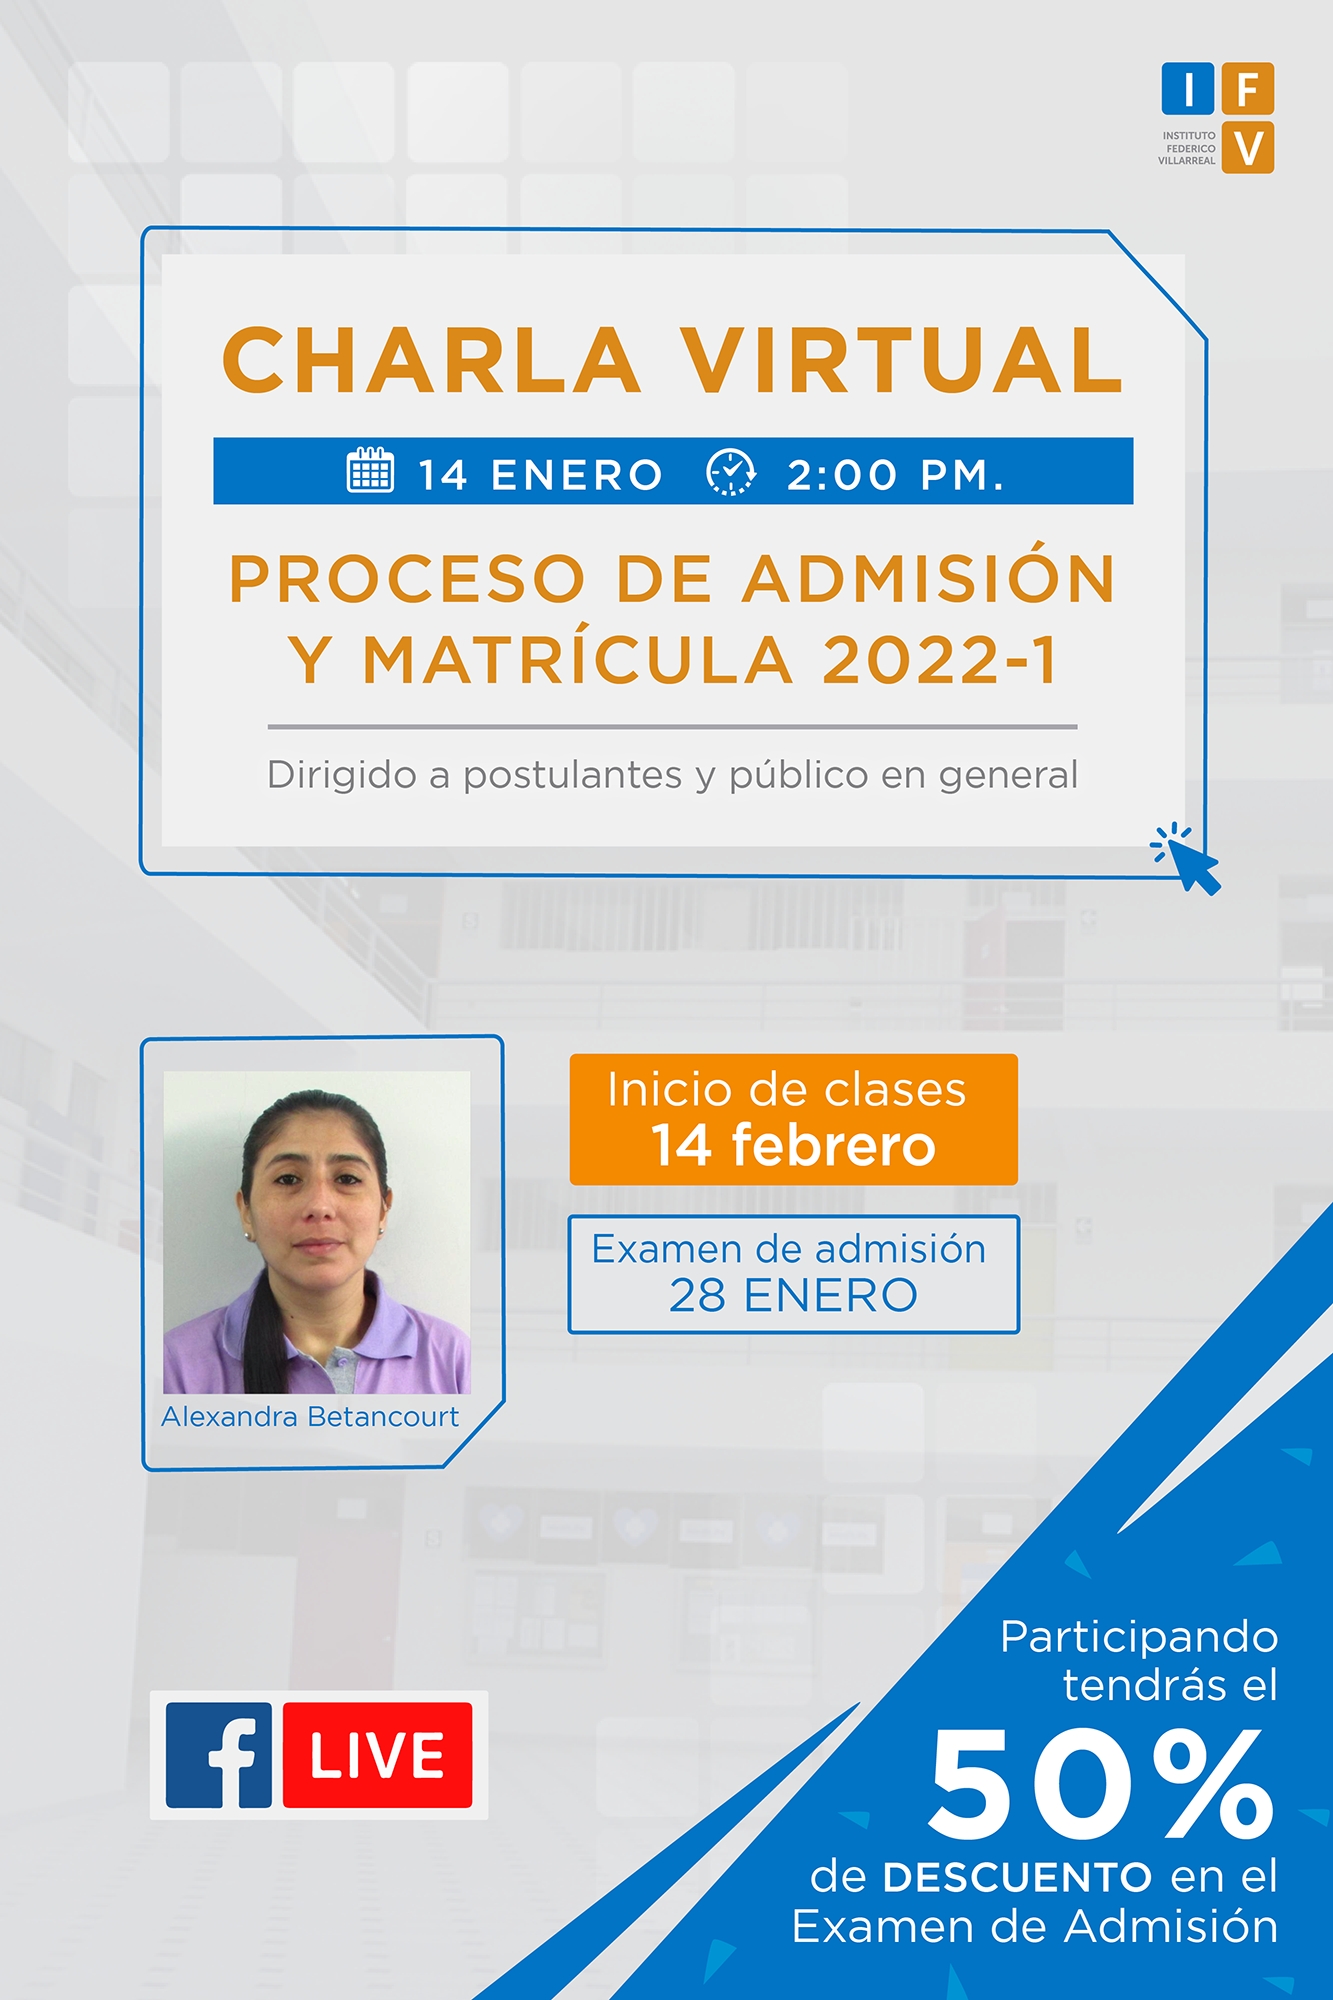 I F
V
INSTITUTO
FEDERICO
VILLARREAL
CHARLA VIRTUAL
14 ENERO 2:00 PM.
PROCESO DE ADMISIÓN
Y MATRÍCULA 2022-1
Dirigido a postulantes y público en general
Inicio de clases
14 febrero
Examen de admisión
28 ENERO
Alexandra Betancourt
f LIVE
Participando
tendrás el
50%
de DESCUENTO en el
Examen de Admisión